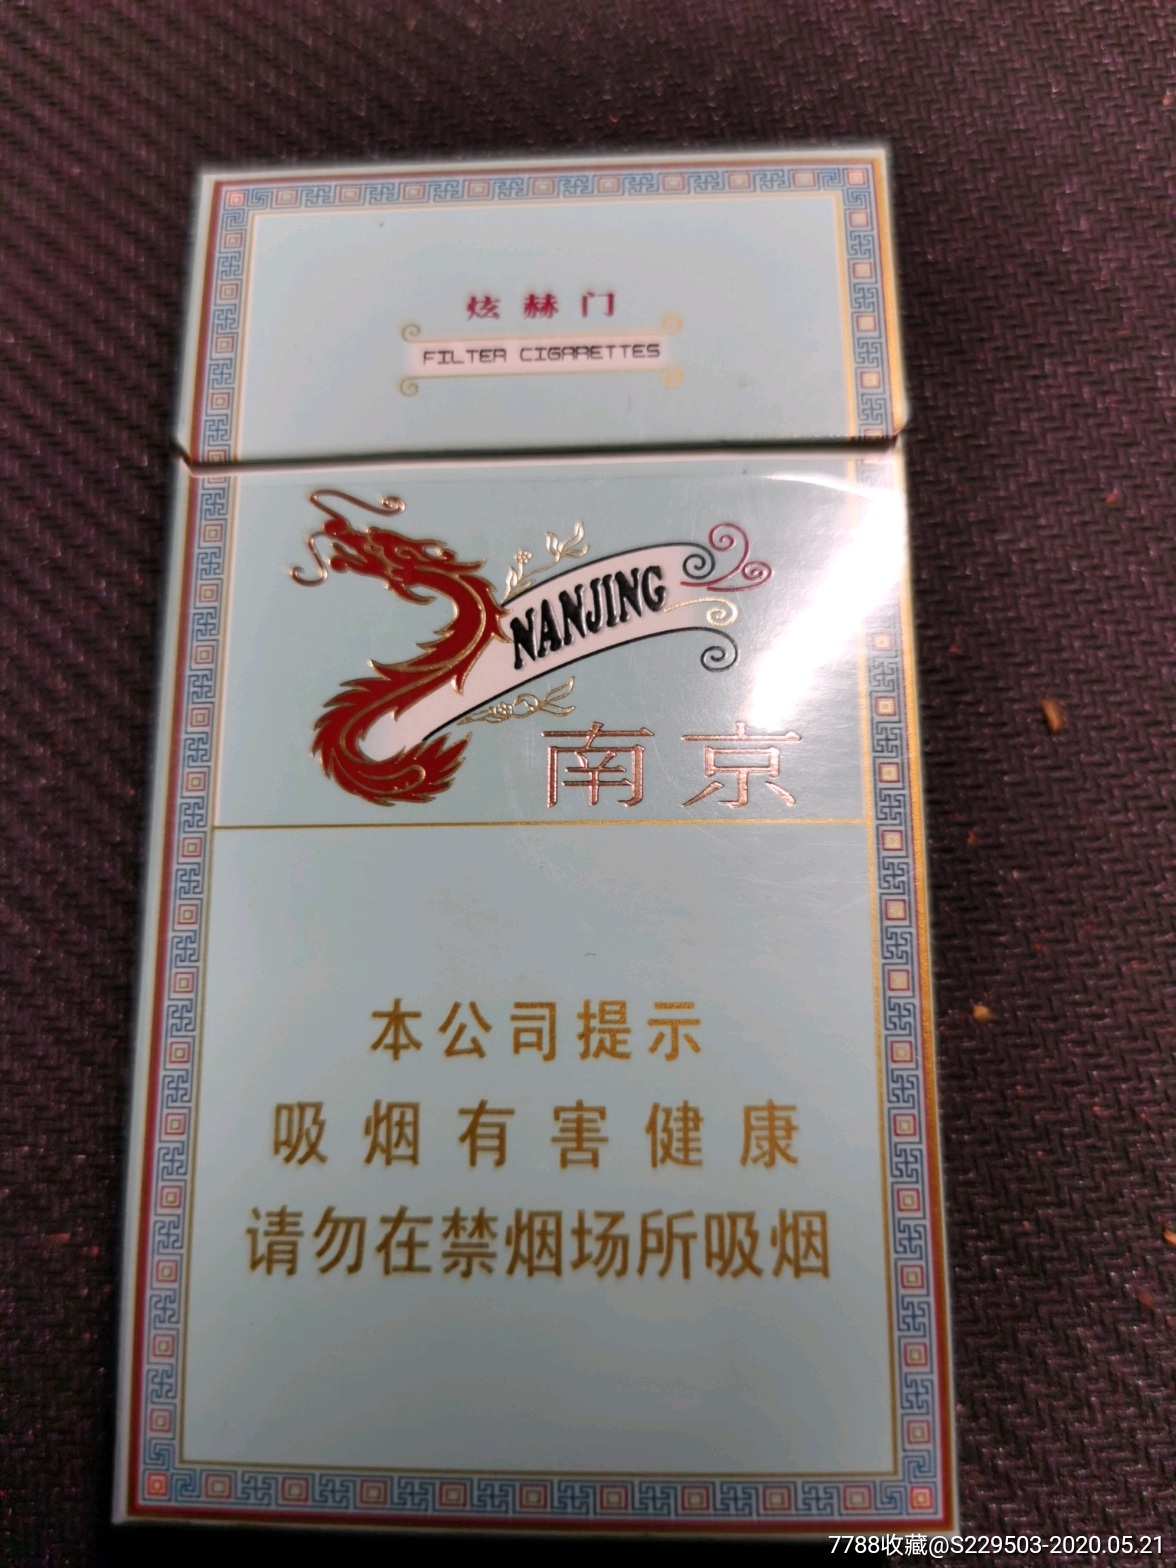 炫赫门
FILTER CIGARETTES
NANJING
南京
本公司提示
吸烟有害健康
请勿在禁烟场所吸烟
7788收藏@S229503-2020.05.21